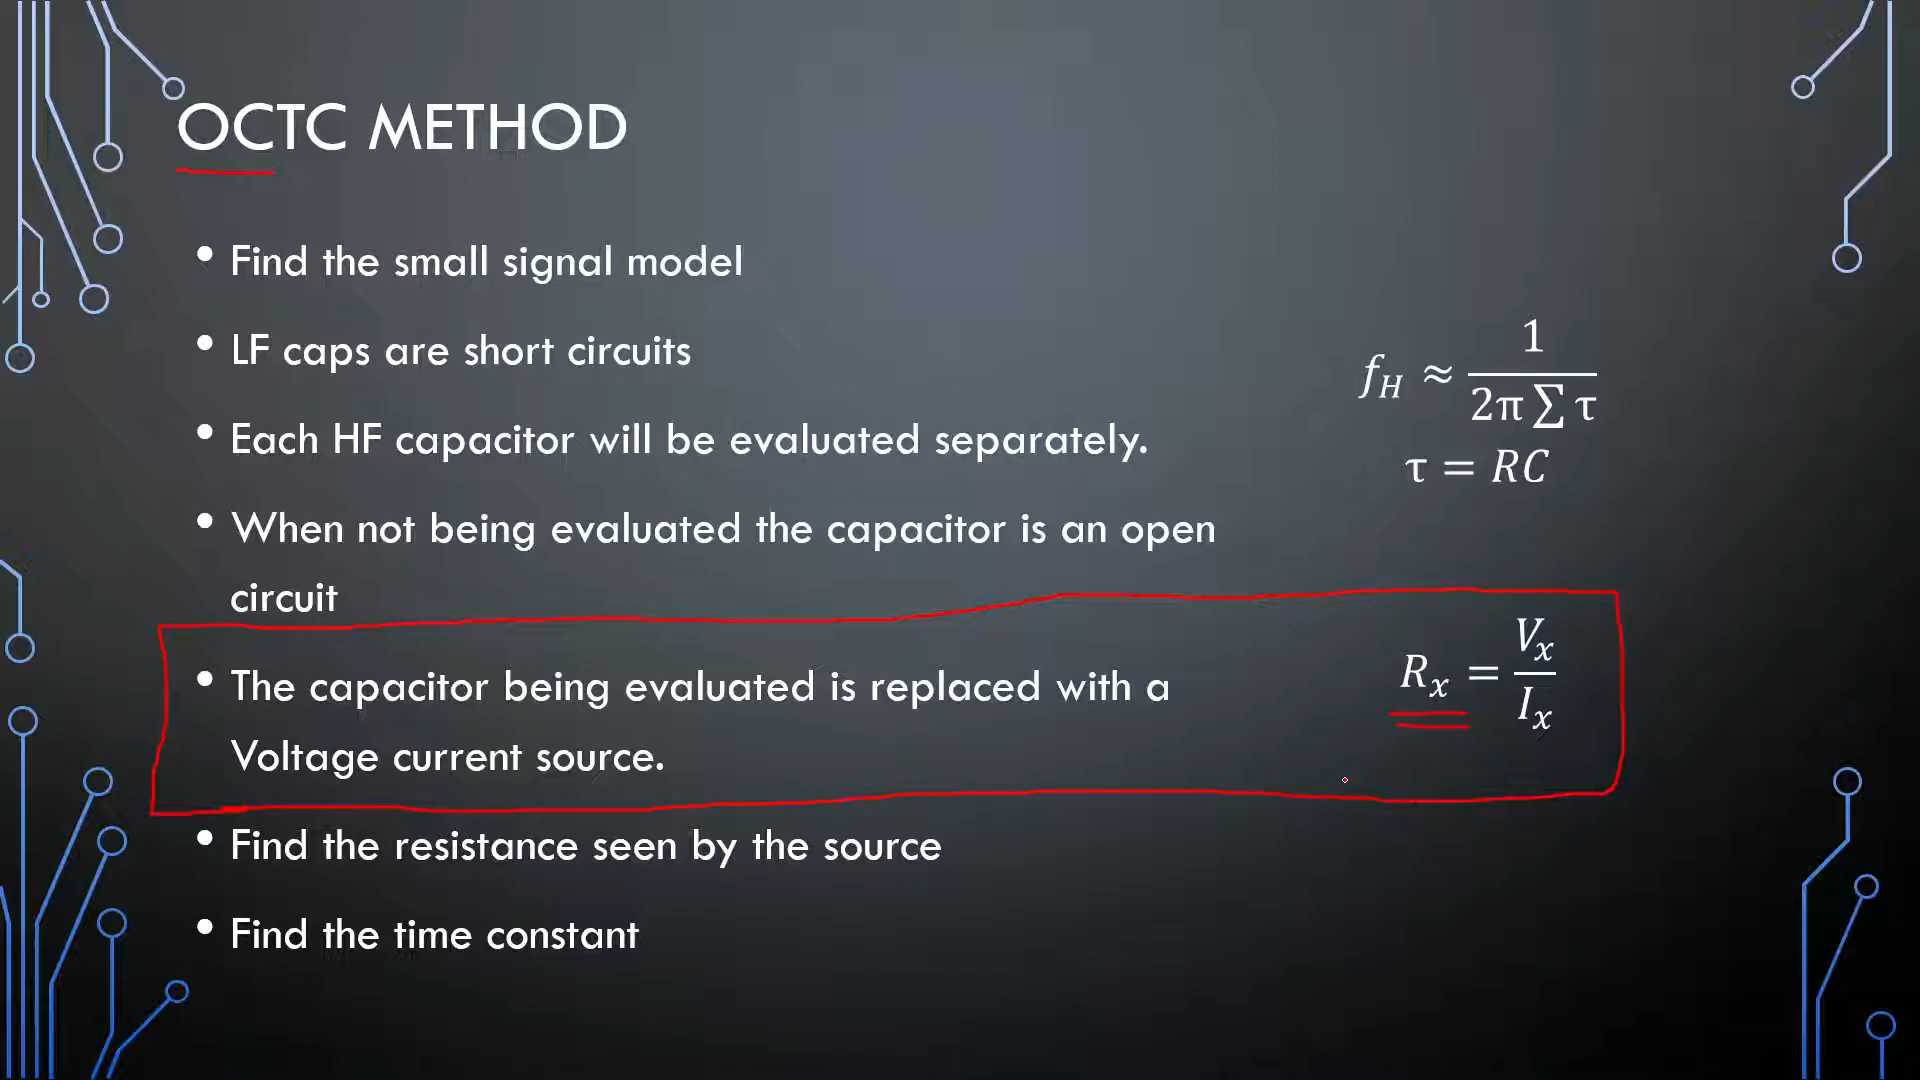 OCTC METHOD
• Find the small signal model
• LF caps are short circuits
• Each HF capacitor will be evaluated separately.
• When not being evaluated the capacitor is an open
circuit
• The capacitor being evaluated is replaced with a
Voltage current source.
• Find the resistance seen by the source
• Find the time constant
f_H ≈ 1 / (2π ∑ τ)
τ = RC
R_x = V_x / I_x